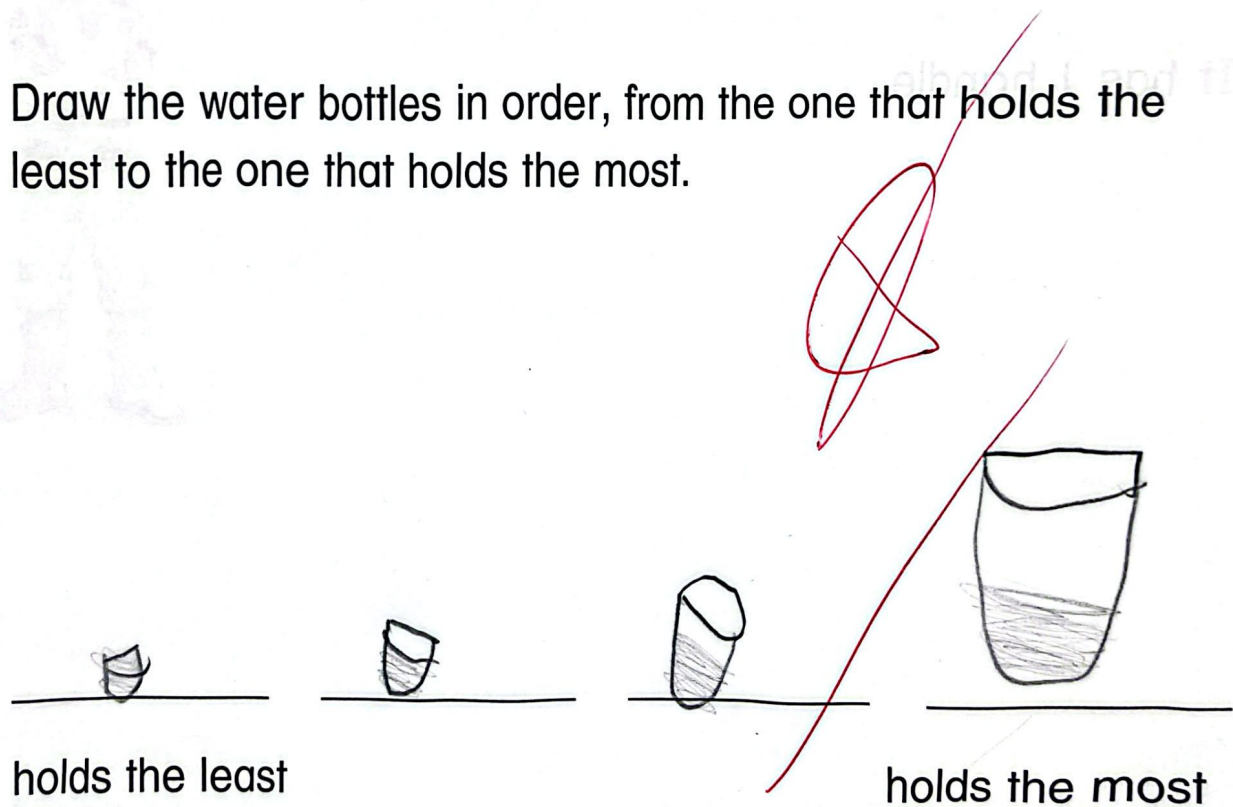 Draw the water bottles in order, from the one that holds the
least to the one that holds the most.
holds the least
holds the most